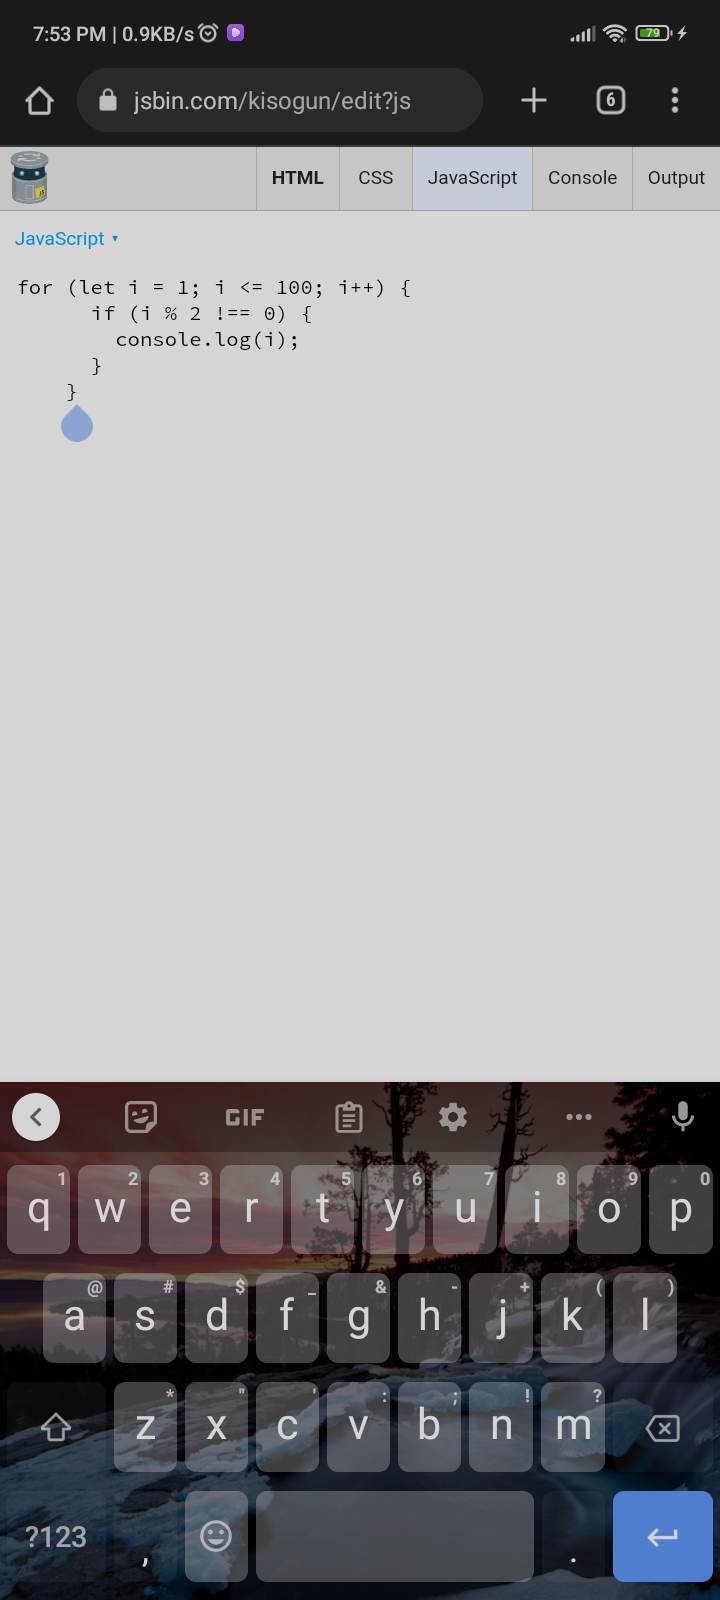 7:53 PM | 0.9KB/s 79
jsbin.com/kisogun/edit?js 6
HTML CSS JavaScript Console Output
JavaScript
for (let i = 1; i <= 100; i++) {
if (i % 2 !== 0) {
console.log(i);
}
}
GIF
1 2 3 4 5 6 7 8 9 0
q w e r t y u i o p
@ # $ _ & - + ( )
a s d f g h j k l
* " ' : ; ! ?
z x c v b n m
?123 , .